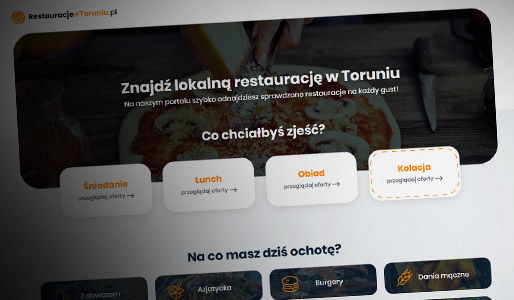 RestauracjewToruniu.pl
Znajdź lokalną restaurację w Toruniu
Na naszym portalu szybko odnajdziesz sprawdzone restauracje na każdy gust!
Co chciałbyś zjeść?
Śniadanie
przeglądaj oferty →
Lunch
przeglądaj oferty →
Obiad
przeglądaj oferty →
Kolacja
przeglądaj oferty →
Na co masz dziś ochotę?
Z dowozem
Azjatycka
Burgery
Dania mączne